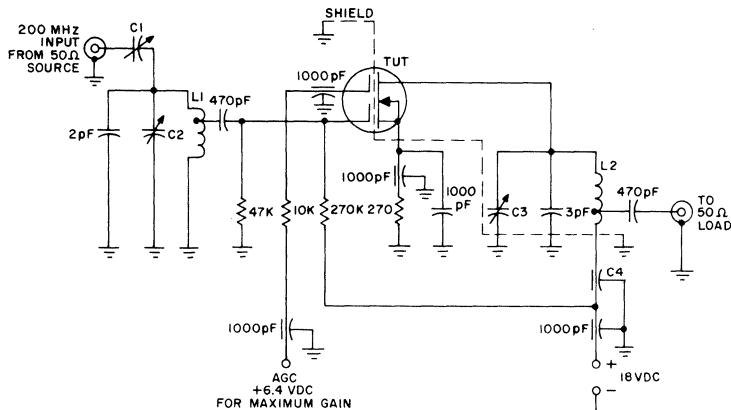 SHIELD
200 MHZ
INPUT
FROM 50Ω
SOURCE
C1
TUT
1000pF
L1
470pF
2pF
C2
L2
470pF
1000pF
1000
pF
47K
10K
270K
270
C3
3pF
TO
50Ω
LOAD
C4
1000pF
1000pF
AGC
+6.4 VDC
FOR MAXIMUM GAIN
+
18VDC
-